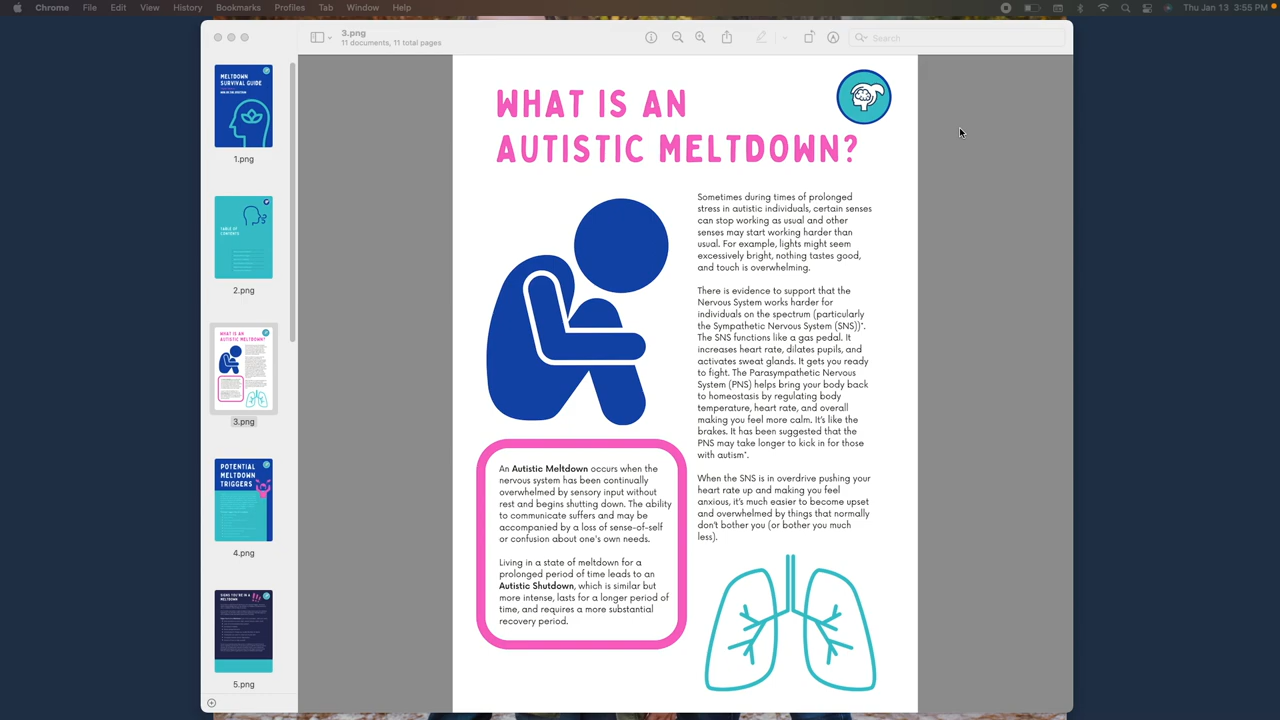 Chrome File Edit View History Bookmarks Profiles Tab Window Help
Thu Jan 13 3:55 PM
3.png
11 documents, 11 total pages
Search
MELTDOWN
SURVIVAL GUIDE
1.png
TABLE OF
CONTENTS
2.png
WHAT IS AN
AUTISTIC MELTDOWN?
3.png
POTENTIAL
MELTDOWN
TRIGGERS
4.png
SIGNS YOU'RE IN A
MELTDOWN
5.png
WHAT IS AN
AUTISTIC MELTDOWN?
An Autistic Meltdown occurs when the
nervous system has been continually
overwhelmed by sensory input without
rest and begins shutting down. The ability
to communicate suffers and may be
accompanied by a loss of sense-of-self
or confusion about one's own needs.
Living in a state of meltdown for a
prolonged period of time leads to an
Autistic Shutdown, which is similar but
more intense, lasts for a longer period of
time, and requires a more substantial
recovery period.
Sometimes during times of prolonged
stress in autistic individuals, certain senses
can stop working as usual and other
senses may start working harder than
usual. For example, lights might seem
excessively bright, nothing tastes good,
and touch is overwhelming.
There is evidence to support that the
Nervous System works harder for
individuals on the spectrum (particularly
the Sympathetic Nervous System (SNS))*.
The SNS functions like a gas pedal. It
increases heart rate, dilates pupils, and
activates sweat glands. It gets you ready
to fight. The Parasympathetic Nervous
System (PNS) helps bring your body back
to homeostasis by regulating body
temperature, heart rate, and overall
making you feel more calm. It's like the
brakes. It has been suggested that the
PNS may take longer to kick in for those
with autism*.
When the SNS is in overdrive pushing your
heart rate up and making you feel
anxious, it's much easier to become upset
and overwhelmed by things that normally
don't bother you (or bother you much
less).